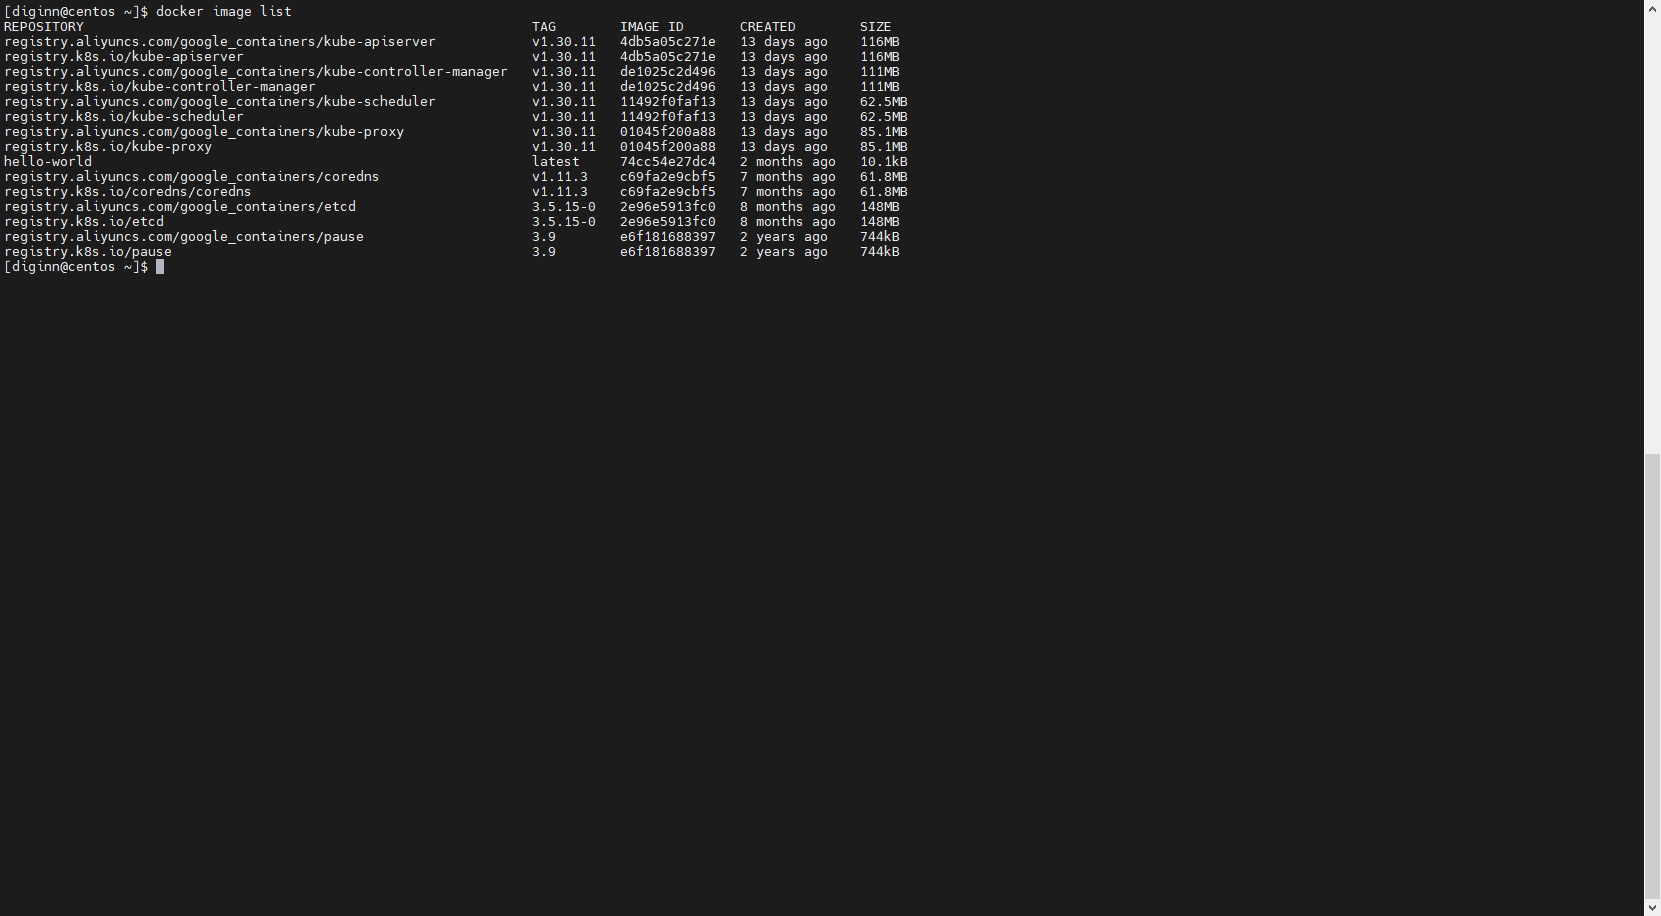 [diginn@centos ~]$ docker image list
REPOSITORY TAG IMAGE ID CREATED SIZE
registry.aliyuncs.com/google_containers/kube-apiserver v1.30.11 4db5a05c271e 13 days ago 116MB
registry.k8s.io/kube-apiserver v1.30.11 4db5a05c271e 13 days ago 116MB
registry.aliyuncs.com/google_containers/kube-controller-manager v1.30.11 de1025c2d496 13 days ago 111MB
registry.k8s.io/kube-controller-manager v1.30.11 de1025c2d496 13 days ago 111MB
registry.aliyuncs.com/google_containers/kube-scheduler v1.30.11 11492f0faf13 13 days ago 62.5MB
registry.k8s.io/kube-scheduler v1.30.11 11492f0faf13 13 days ago 62.5MB
registry.aliyuncs.com/google_containers/kube-proxy v1.30.11 01045f200a88 13 days ago 85.1MB
registry.k8s.io/kube-proxy v1.30.11 01045f200a88 13 days ago 85.1MB
hello-world latest 74cc54e27dc4 2 months ago 10.1kB
registry.aliyuncs.com/google_containers/coredns v1.11.3 c69fa2e9cbf5 7 months ago 61.8MB
registry.k8s.io/coredns/coredns v1.11.3 c69fa2e9cbf5 7 months ago 61.8MB
registry.aliyuncs.com/google_containers/etcd 3.5.15-0 2e96e5913fc0 8 months ago 148MB
registry.k8s.io/etcd 3.5.15-0 2e96e5913fc0 8 months ago 148MB
registry.aliyuncs.com/google_containers/pause 3.9 e6f181688397 2 years ago 744kB
registry.k8s.io/pause 3.9 e6f181688397 2 years ago 744kB
[diginn@centos ~]$